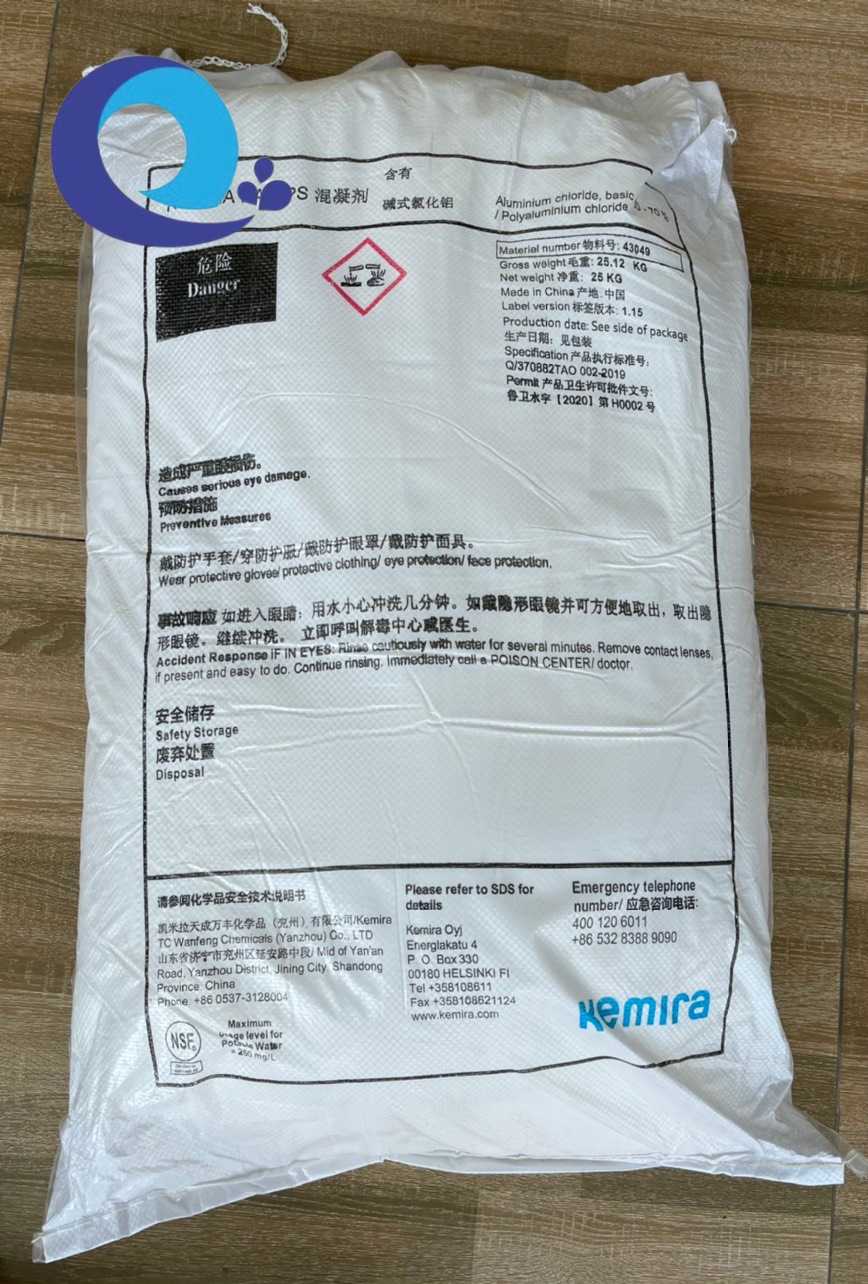 PS 混凝剂
含有
碱式氯化铝
Aluminium chloride, basic
/ Polyaluminium chloride
危险
Danger
Material number 物料号: 43049
Gross weight 毛重: 25.12 KG
Net weight 净重: 25 KG
Made in China 产地. 中国
Label version 标签版本: 1.15
Production date: See side of package
生产日期: 见包装
Specification 产品执行标准号:
Q/370882TAO 002-2019
Permit 产品卫生许可批件文号:
鲁卫水字【2020】第 H0002 号
造成严重眼损伤。
Causes serious eye damage.
预防措施
Preventive Measures
戴防护手套/穿防护服/戴防护眼罩/戴防护面具。
Wear protective gloves/ protective clothing/ eye protection/ face protection.
事故响应 如进入眼睛: 用水小心冲洗几分钟。如戴隐形眼镜并可方便地取出，取出隐
形眼镜。继续冲洗。 立即呼叫解毒中心或医生。
Accident Response IF IN EYES: Rinse cautiously with water for several minutes. Remove contact lenses,
if present and easy to do. Continue rinsing. Immediately call a POISON CENTER/ doctor.
安全储存
Safety Storage
废弃处置
Disposal
请参阅化学品安全技术说明书
凯米拉天成万丰化学品（兖州）有限公司/Kemira
TC Wanfeng Chemicals (Yanzhou) Co., LTD
山东省济宁市兖州区延安路中段/ Mid of Yan'an
Road, Yanzhou District, Jining City Shandong
Province China
Phone: +86 0537-3128004
NSF
Maximum
usage level for
Potable Water
= 250 mg/L
Please refer to SDS for
details
Kemira Oyj
Energiakatu 4
P. O. Box 330
00180 HELSINKI FI
Tel +358108611
Fax +358108621124
www.kemira.com
Emergency telephone
number/ 应急咨询电话:
400 120 6011
+86 532 8388 9090
kemira